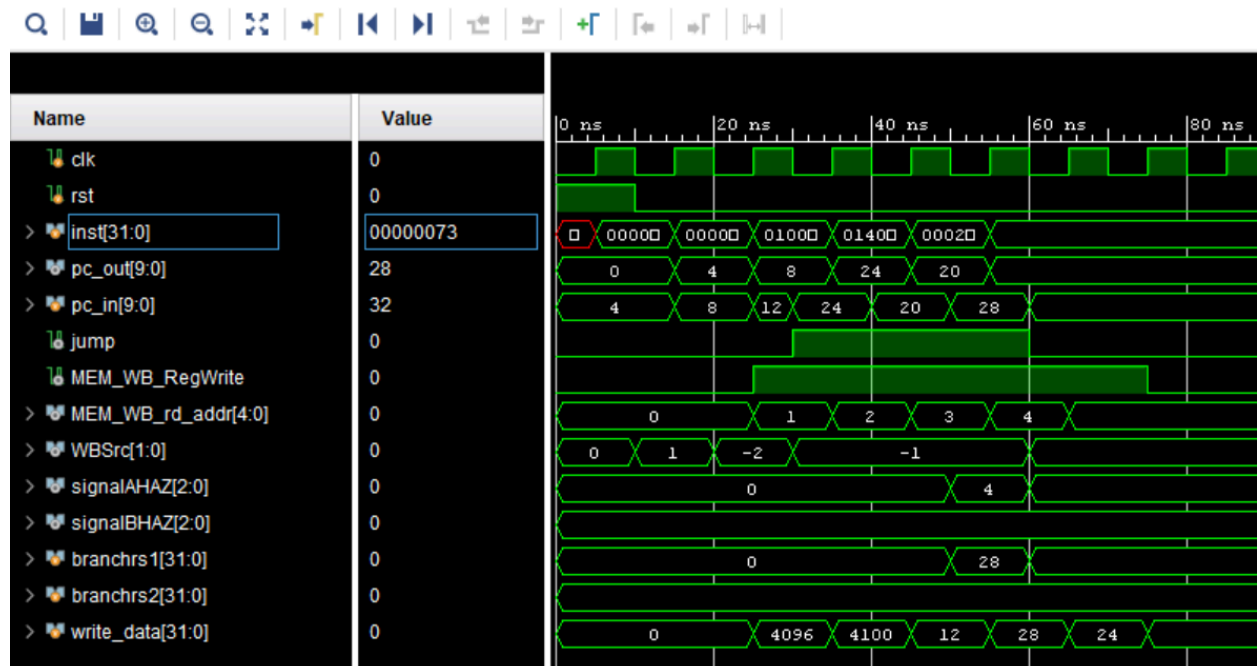 Name Value
0 ns 20 ns 40 ns 60 ns 80 ns
clk 0
rst 0
inst[31:0] 00000073 0000 0000 0100 0140 0002
pc_out[9:0] 28 0 4 8 24 20
pc_in[9:0] 32 4 8 12 24 20 28
jump 0
MEM_WB_RegWrite 0
MEM_WB_rd_addr[4:0] 0 0 1 2 3 4
WBSrc[1:0] 0 0 1 -2 -1
signalAHAZ[2:0] 0 0 4
signalBHAZ[2:0] 0
branchrs1[31:0] 0 0 28
branchrs2[31:0] 0
write_data[31:0] 0 0 4096 4100 12 28 24